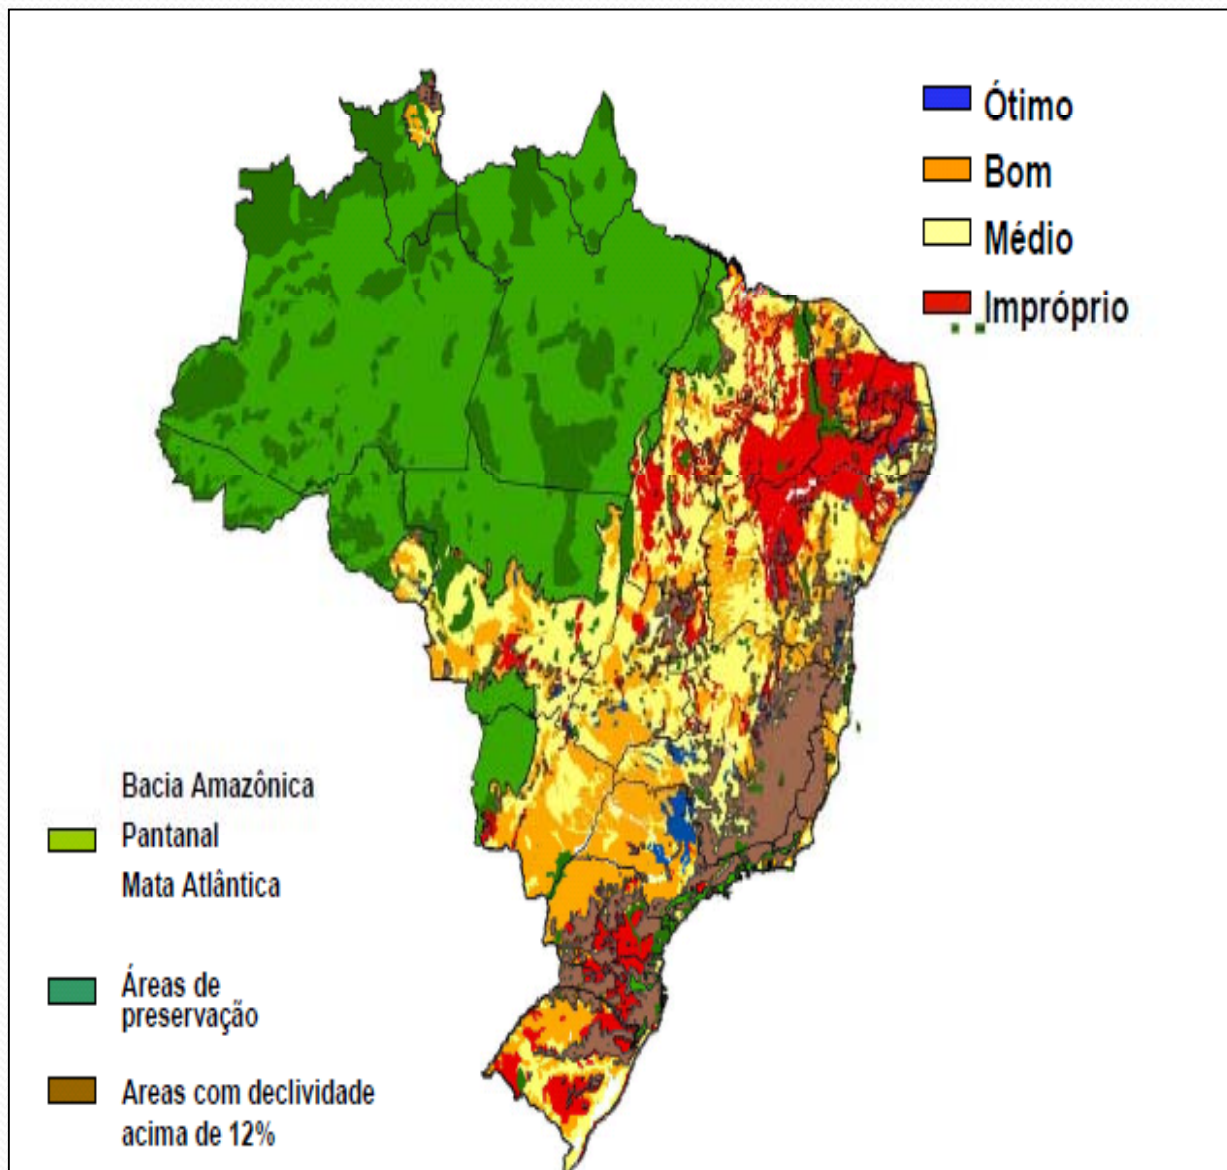 Ótimo
Bom
Médio
Impróprio
Bacia Amazônica
Pantanal
Mata Atlântica
Áreas de
preservação
Areas com declividade
acima de 12%